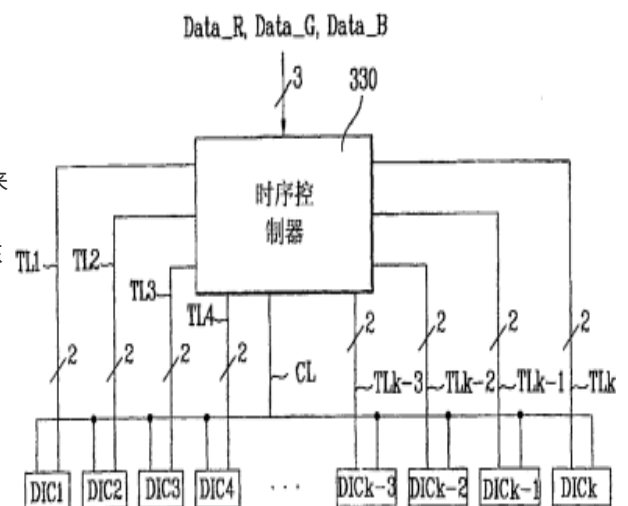 Data_R, Data_G, Data_B
3
330
来
时序控
制器
TL1
TL2
TL3
TL4
2
2
2
2
CL
2
2
2
2
TLk-3
TLk-2
TLk-1
TLk
DIC1
DIC2
DIC3
DIC4
...
DICk-3
DICk-2
DICk-1
DICk